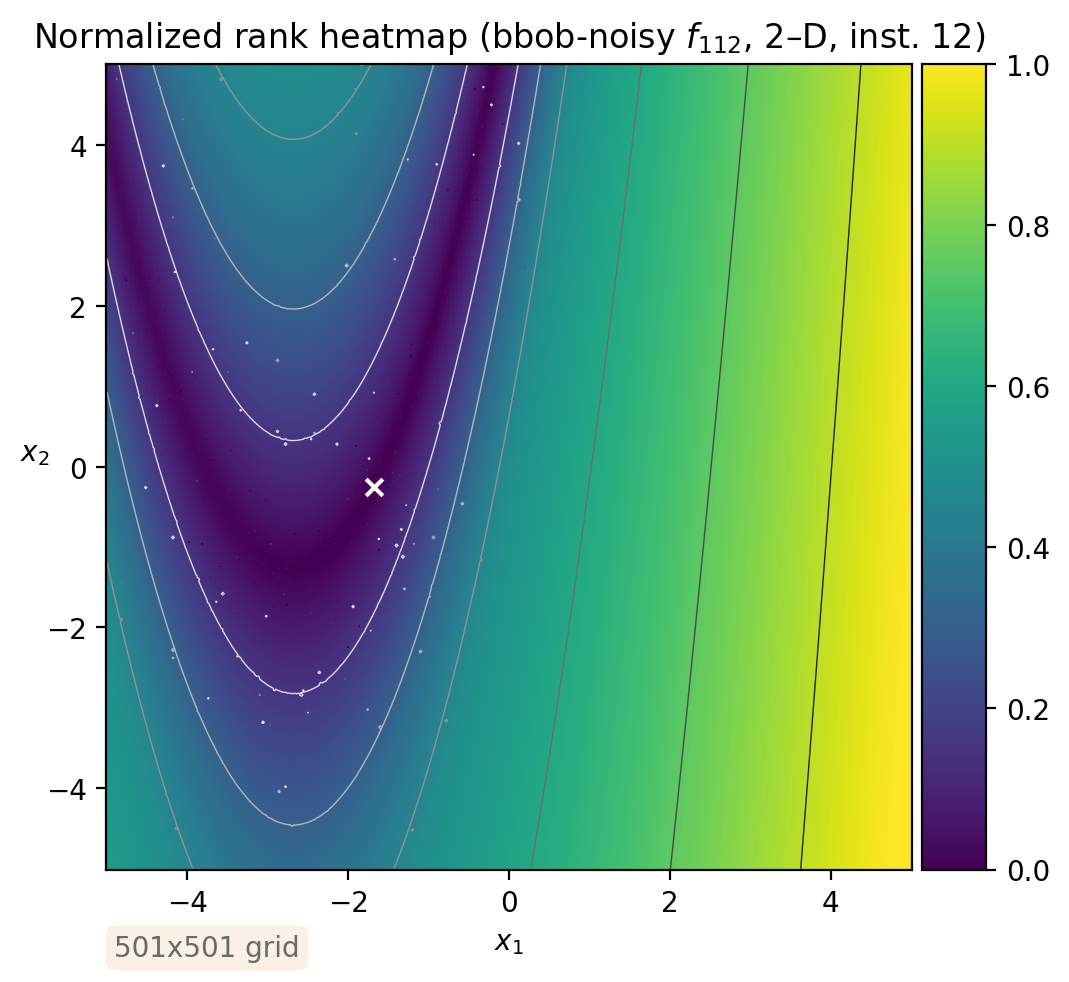 Normalized rank heatmap (bbob-noisy f₁₁₂, 2–D, inst. 12)
1.0
4
0.8
2
0.6
x₂
0
0.4
−2
0.2
−4
0.0
−4 −2 0 2 4
x₁
501x501 grid